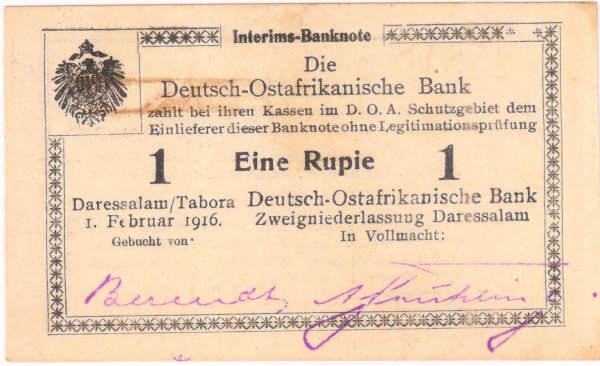 Interims-Banknote
Die
Deutsch-Ostafrikanische Bank
zahlt bei ihren Kassen im D. O. A. Schutzgebiet dem
Einlieferer dieser Banknote ohne Legitimationsprüfung
1 Eine Rupie 1
Daressalam/Tabora
1. Februar 1916.
Gebucht von:
Deutsch-Ostafrikanische Bank
Zweigniederlassung Daressalam
In Vollmacht:
Berendt